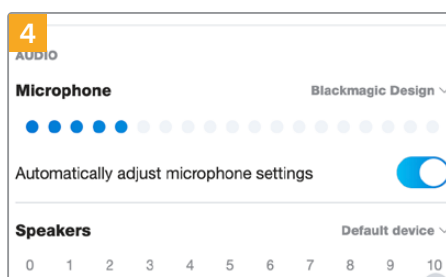 4
AUDIO
Microphone Blackmagic Design
Automatically adjust microphone settings
Speakers Default device
0 1 2 3 4 5 6 7 8 9 10